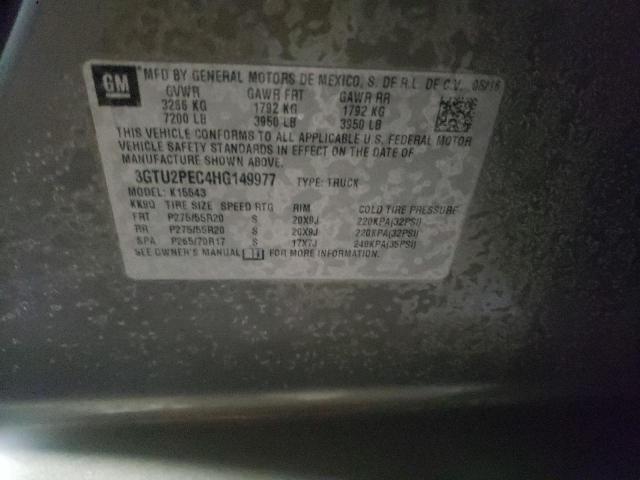 GM
MFD BY GENERAL MOTORS DE MEXICO, S. DE R.L. DE C.V. 08/16
GVWR GAWR FRT GAWR RR
3266 KG 1792 KG 1792 KG
7200 LB 3950 LB 3950 LB
THIS VEHICLE CONFORMS TO ALL APPLICABLE U.S. FEDERAL MOTOR
VEHICLE SAFETY STANDARDS IN EFFECT ON THE DATE OF
MANUFACTURE SHOWN ABOVE.
3GTU2PEC4HG149977 TYPE: TRUCK
MODEL: K15543
TIRE SIZE SPEED RTG RIM COLD TIRE PRESSURE
FRT P275/55R20 S 20X9J 220KPA(32PSI)
RR P275/55R20 S 20X9J 220KPA(32PSI)
SPA P265/70R17 S 17X7J 240KPA(35PSI)
SEE OWNER'S MANUAL FOR MORE INFORMATION.